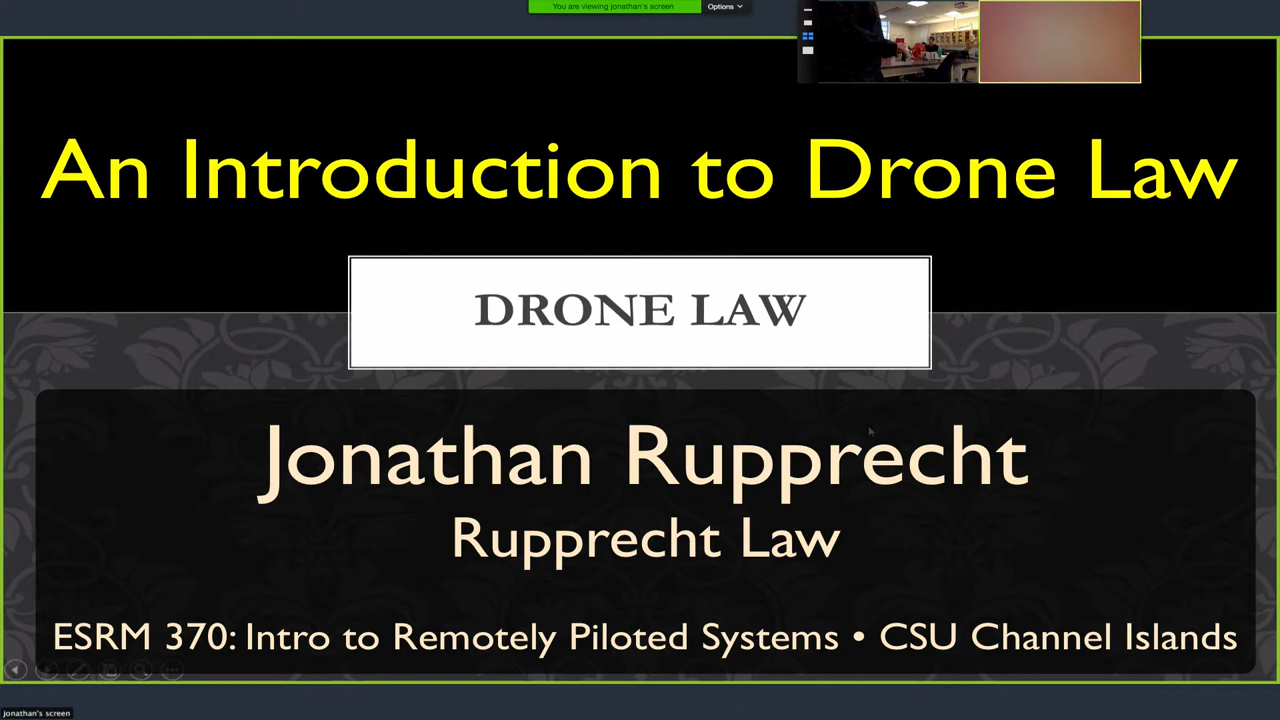 You are viewing jonathan's screen
Options
An Introduction to Drone Law
DRONE LAW
Jonathan Rupprecht
Rupprecht Law
ESRM 370: Intro to Remotely Piloted Systems • CSU Channel Islands
Jonathan's screen